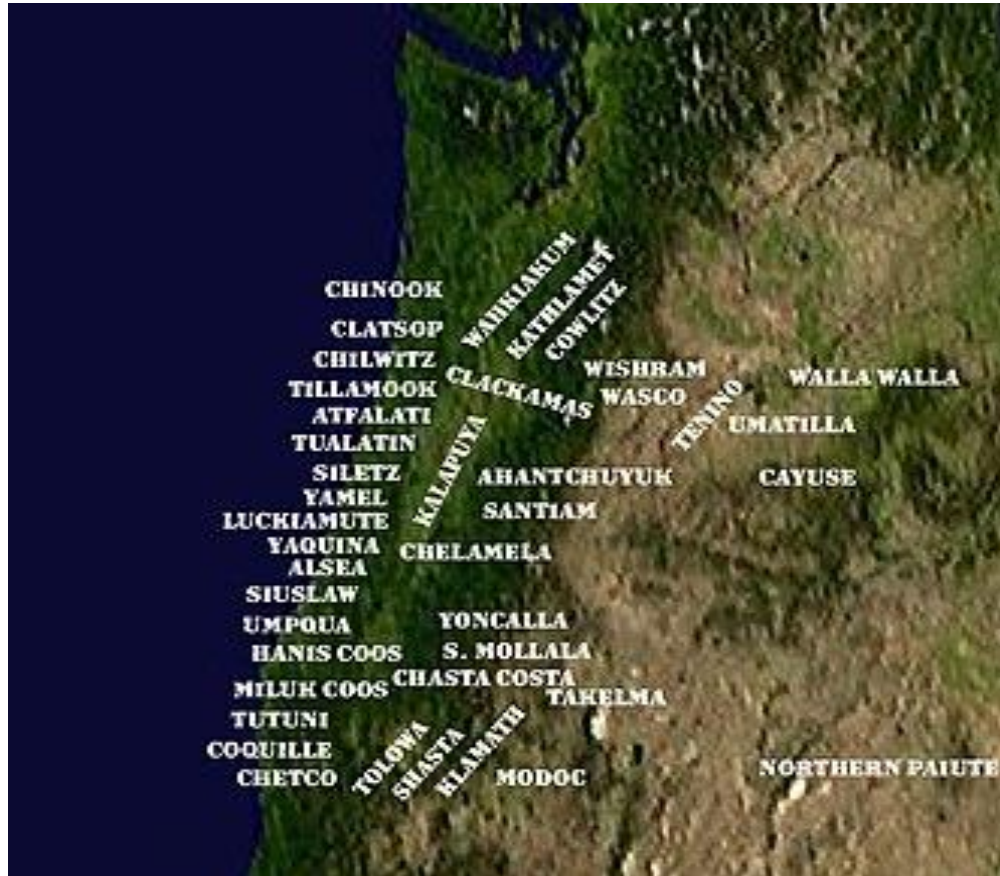 WAHKIAKUM
KATHLAMET
COWLITZ
CHINOOK
CLATSOP
CHILWITZ
TILLAMOOK
ATFALATI
TUALATIN
SILETZ
YAMEL
LUCKIAMUTE
YAQUINA
ALSEA
SIUSLAW
UMPQUA
HANIS COOS
MILUK COOS
TUTUNI
COQUILLE
CHETCO
CLACKAMAS
KALAPUYA
WISHRAM
WASCO
TENINO
WALLA WALLA
UMATILLA
CAYUSE
AHANTCHUYUK
SANTIAM
CHELAMELA
YONCALLA
S. MOLLALA
CHASTA COSTA
TAKELMA
TOLOWA
SHASTA
KLAMATH
MODOC
NORTHERN PAIUTE